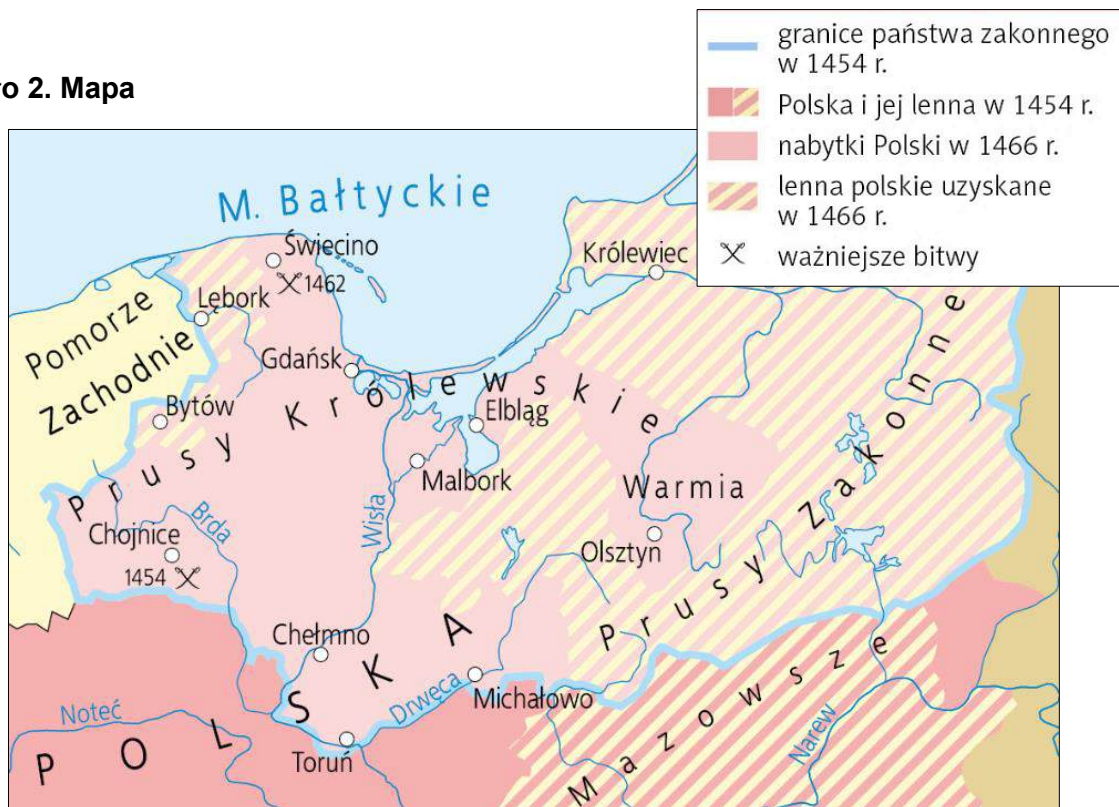 o 2. Mapa
granice państwa zakonnego
w 1454 r.
Polska i jej lenna w 1454 r.
nabytki Polski w 1466 r.
lenna polskie uzyskane
w 1466 r.
ważniejsze bitwy
M. Bałtyckie
Święcino
1462
Królewiec
Lębork
Pomorze
Zachodnie
Gdańsk
Prusy Królewskie
Elbląg
Bytów
Malbork
Prusy Zakonne
Warmia
Wisła
Brda
Chojnice
1454
Olsztyn
Chełmno
Drwęca
Michałowo
Mazowsze
Narew
Noteć
POLSKA
Toruń